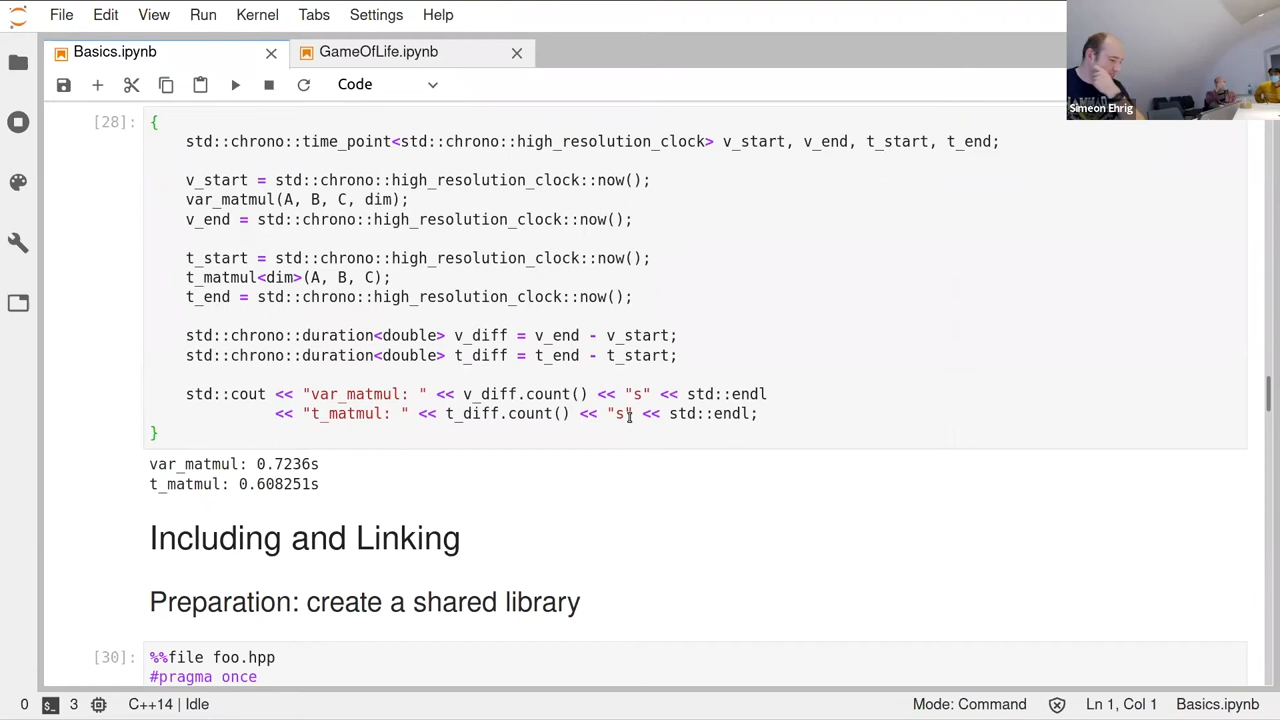 File Edit View Run Kernel Tabs Settings Help
Basics.ipynb GameOfLife.ipynb
Code
Simeon Ehrig
[28]: {
std::chrono::time_point<std::chrono::high_resolution_clock> v_start, v_end, t_start, t_end;
v_start = std::chrono::high_resolution_clock::now();
var_matmul(A, B, C, dim);
v_end = std::chrono::high_resolution_clock::now();
t_start = std::chrono::high_resolution_clock::now();
t_matmul<dim>(A, B, C);
t_end = std::chrono::high_resolution_clock::now();
std::chrono::duration<double> v_diff = v_end - v_start;
std::chrono::duration<double> t_diff = t_end - t_start;
std::cout << "var_matmul: " << v_diff.count() << "s" << std::endl
<< "t_matmul: " << t_diff.count() << "s" << std::endl;
}
var_matmul: 0.7236s
t_matmul: 0.608251s
Including and Linking
Preparation: create a shared library
[30]: %%file foo.hpp
#pragma once
0 $_ 3 C++14 | Idle Mode: Command Ln 1, Col 1 Basics.ipynb